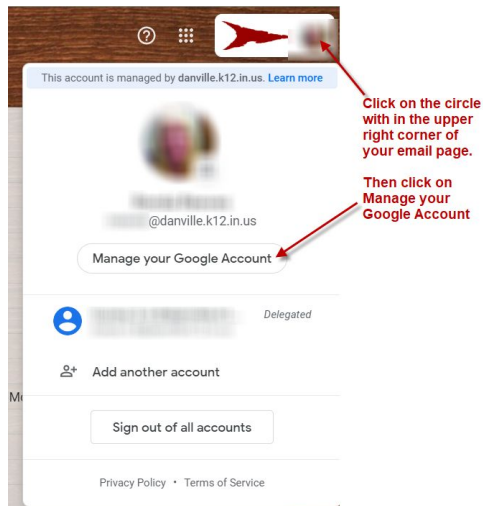 This account is managed by danville.k12.in.us. Learn more
Click on the circle
with in the upper
right corner of
your email page.
Then click on
Manage your
Google Account
@danville.k12.in.us
Manage your Google Account
Delegated
Add another account
Sign out of all accounts
Privacy Policy • Terms of Service